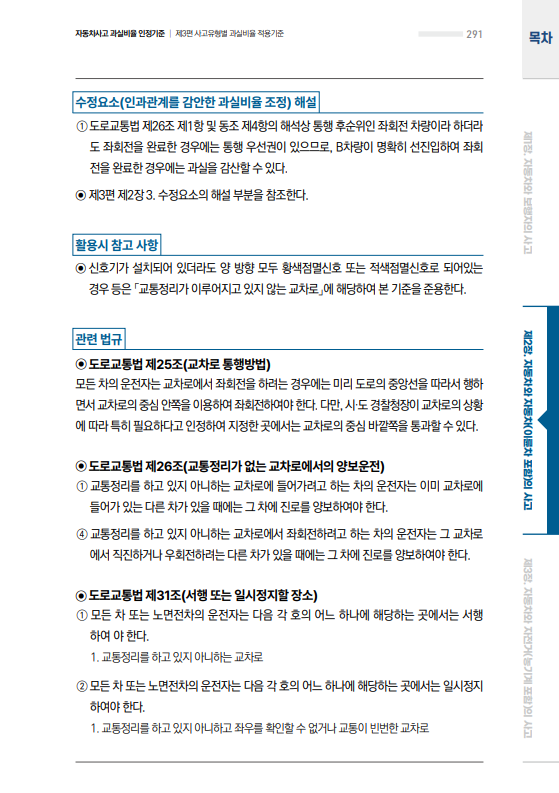 자동차사고 과실비율 인정기준 | 제3편 사고유형별 과실비율 적용기준
291
목차
수정요소(인과관계를 감안한 과실비율 조정) 해설
① 도로교통법 제26조 제1항 및 동조 제4항의 해석상 통행 후순위인 좌회전 차량이라 하더라
도 좌회전을 완료한 경우에는 통행 우선권이 있으므로, B차량이 명확히 선진입하여 좌회
전을 완료한 경우에는 과실을 감산할 수 있다.
◉ 제3편 제2장 3. 수정요소의 해설 부분을 참조한다.
활용시 참고 사항
◉ 신호기가 설치되어 있더라도 양 방향 모두 황색점멸신호 또는 적색점멸신호로 되어있는
경우 등은 「교통정리가 이루어지고 있지 않는 교차로」에 해당하여 본 기준을 준용한다.
관련 법규
◉ 도로교통법 제25조(교차로 통행방법)
모든 차의 운전자는 교차로에서 좌회전을 하려는 경우에는 미리 도로의 중앙선을 따라서 행하
면서 교차로의 중심 안쪽을 이용하여 좌회전하여야 한다. 다만, 시·도 경찰청장이 교차로의 상황
에 따라 특히 필요하다고 인정하여 지정한 곳에서는 교차로의 중심 바깥쪽을 통과할 수 있다.
◉ 도로교통법 제26조(교통정리가 없는 교차로에서의 양보운전)
① 교통정리를 하고 있지 아니하는 교차로에 들어가려고 하는 차의 운전자는 이미 교차로에
들어가 있는 다른 차가 있을 때에는 그 차에 진로를 양보하여야 한다.
④ 교통정리를 하고 있지 아니하는 교차로에서 좌회전하려고 하는 차의 운전자는 그 교차로
에서 직진하거나 우회전하려는 다른 차가 있을 때에는 그 차에 진로를 양보하여야 한다.
◉ 도로교통법 제31조(서행 또는 일시정지할 장소)
① 모든 차 또는 노면전차의 운전자는 다음 각 호의 어느 하나에 해당하는 곳에서는 서행
하여 야 한다.
1. 교통정리를 하고 있지 아니하는 교차로
② 모든 차 또는 노면전차의 운전자는 다음 각 호의 어느 하나에 해당하는 곳에서는 일시정지
하여야 한다.
1. 교통정리를 하고 있지 아니하고 좌우를 확인할 수 없거나 교통이 빈번한 교차로
제1장. 자동차와 보행자의 사고
제2장. 자동차와 자동차(이륜차 포함)의 사고
제3장. 자동차와 자전거(농기계 포함)의 사고